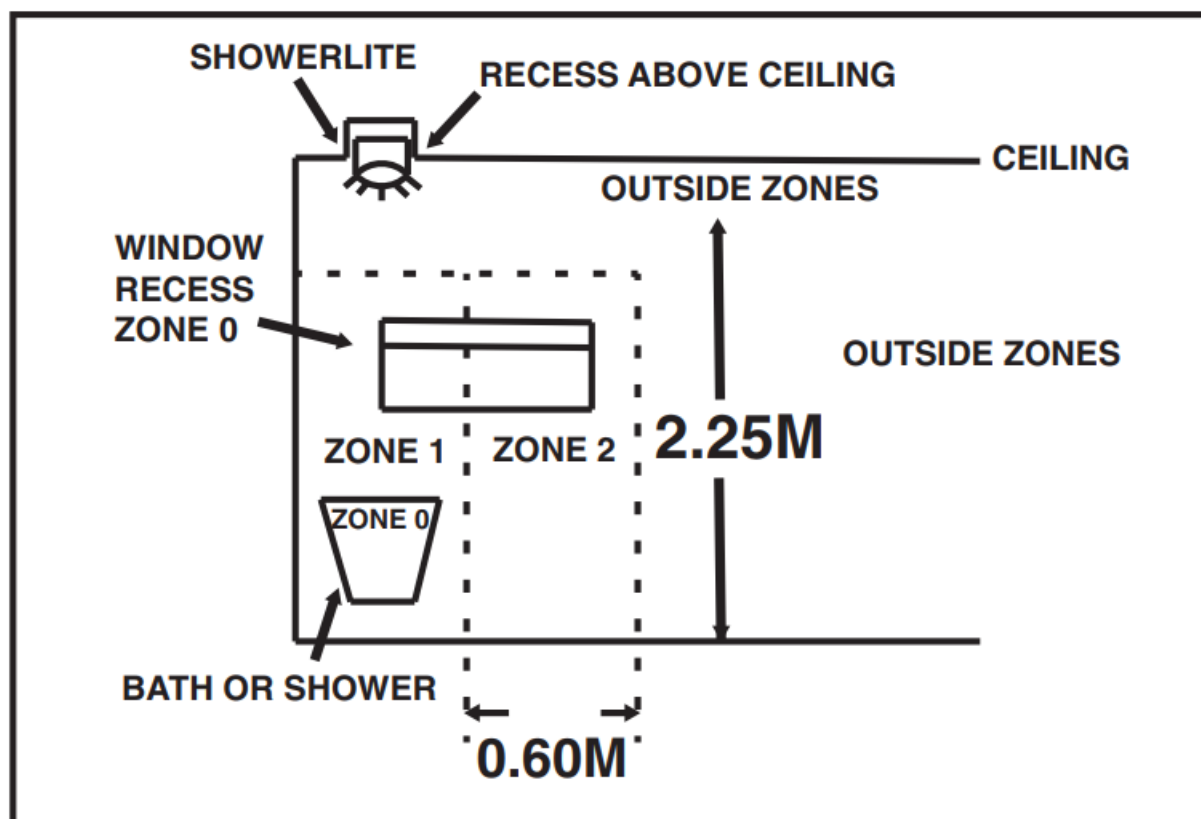 SHOWERLITE
RECESS ABOVE CEILING
CEILING
OUTSIDE ZONES
WINDOW
RECESS
ZONE 0
OUTSIDE ZONES
2.25M
ZONE 1
ZONE 2
ZONE 0
BATH OR SHOWER
0.60M